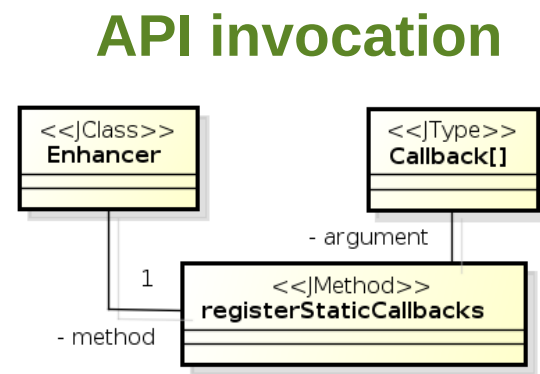 API invocation
<<JClass>>
Enhancer
<<JType>>
Callback[]
- argument
1
<<JMethod>>
registerStaticCallbacks
- method